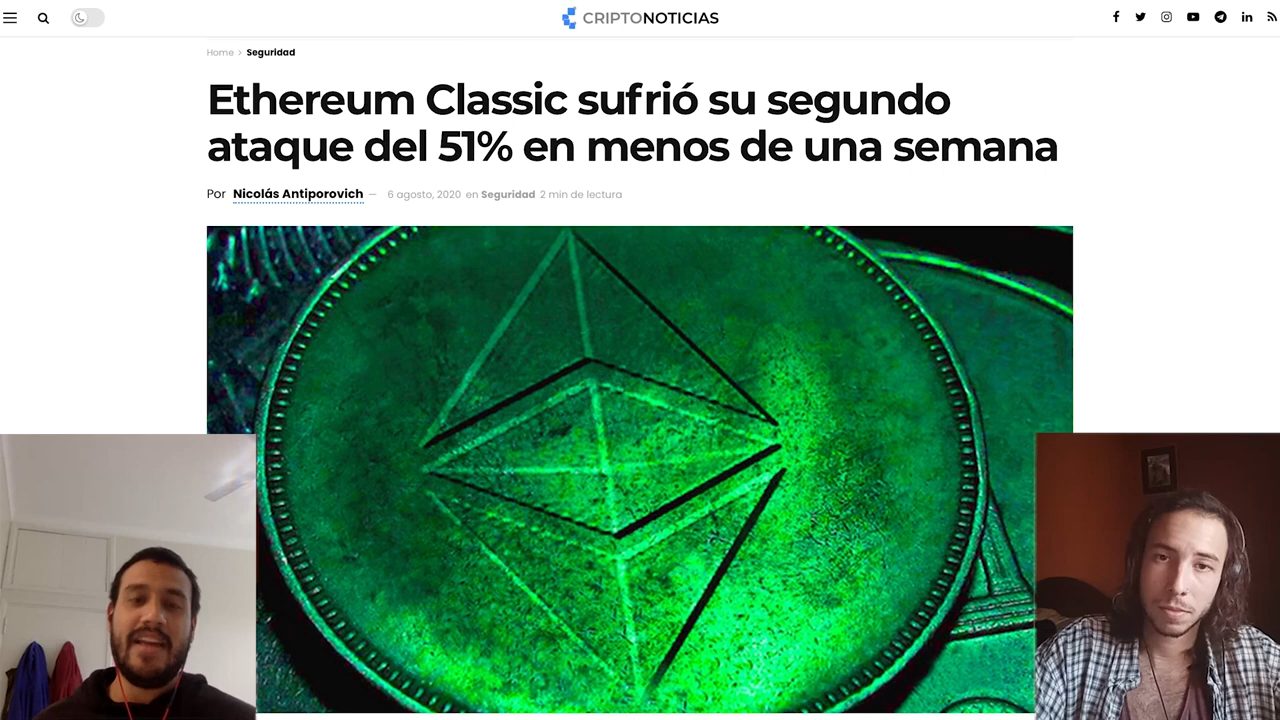 CRIPTONOTICIAS
Home > Seguridad
Ethereum Classic sufrió su segundo
ataque del 51% en menos de una semana
Por Nicolás Antiporovich — 6 agosto, 2020 en Seguridad 2 min de lectura